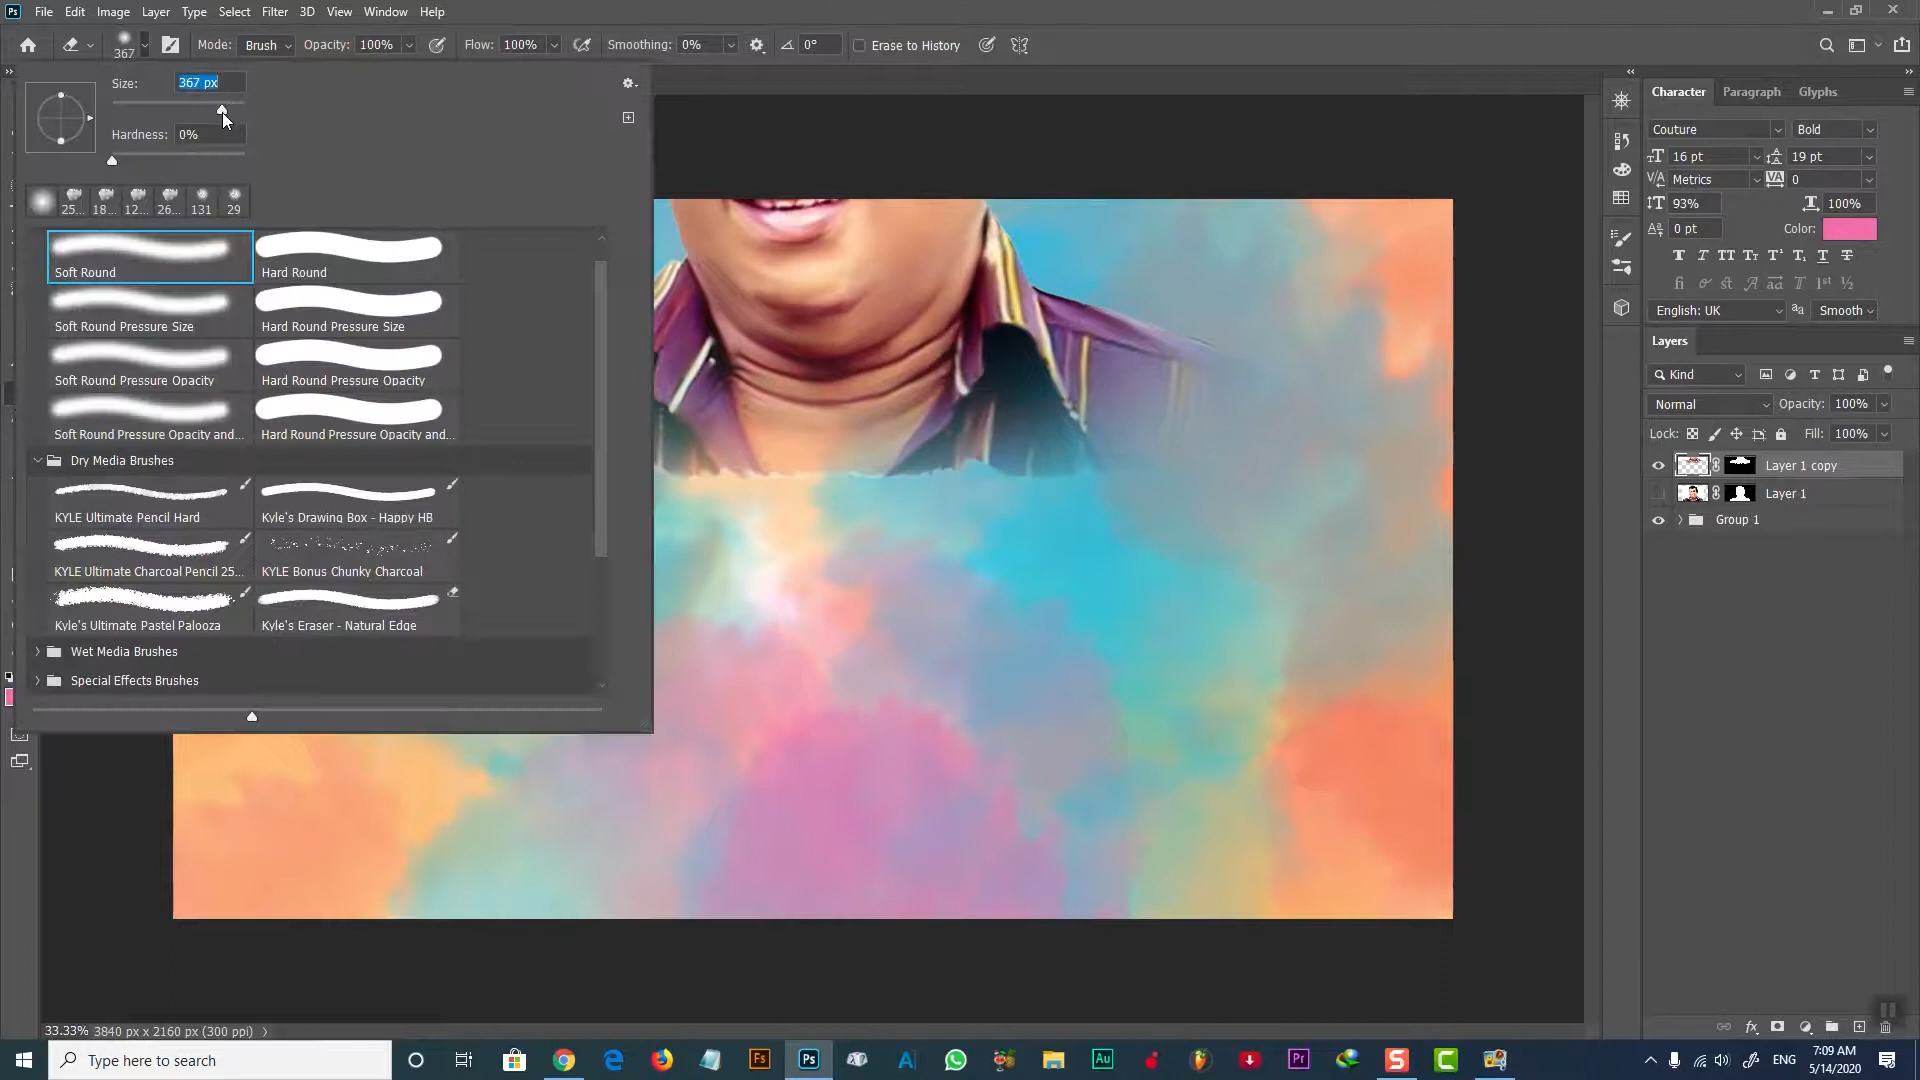 Ps File Edit Image Layer Type Select Filter 3D View Window Help
367 Mode: Brush Opacity: 100% Flow: 100% Smoothing: 0% 0° Erase to History
Size: 367 px
Hardness: 0%
25... 18... 12... 26... 131 29
Soft Round Hard Round
Soft Round Pressure Size Hard Round Pressure Size
Soft Round Pressure Opacity Hard Round Pressure Opacity
Soft Round Pressure Opacity and... Hard Round Pressure Opacity and...
Dry Media Brushes
KYLE Ultimate Pencil Hard Kyle's Drawing Box - Happy HB
KYLE Ultimate Charcoal Pencil 25... KYLE Bonus Chunky Charcoal
Kyle's Ultimate Pastel Palooza Kyle's Eraser - Natural Edge
Wet Media Brushes
Special Effects Brushes
Character Paragraph Glyphs
Couture Bold
16 pt 19 pt
Metrics 0
93% 100%
0 pt Color:
English: UK Smooth
Layers
Kind
Normal Opacity: 100%
Lock: Fill: 100%
Layer 1 copy
Layer 1
Group 1
33.33% 3840 px x 2160 px (300 ppi)
Type here to search
Fs Ps Au Pr S C
ENG 7:09 AM
5/14/2020